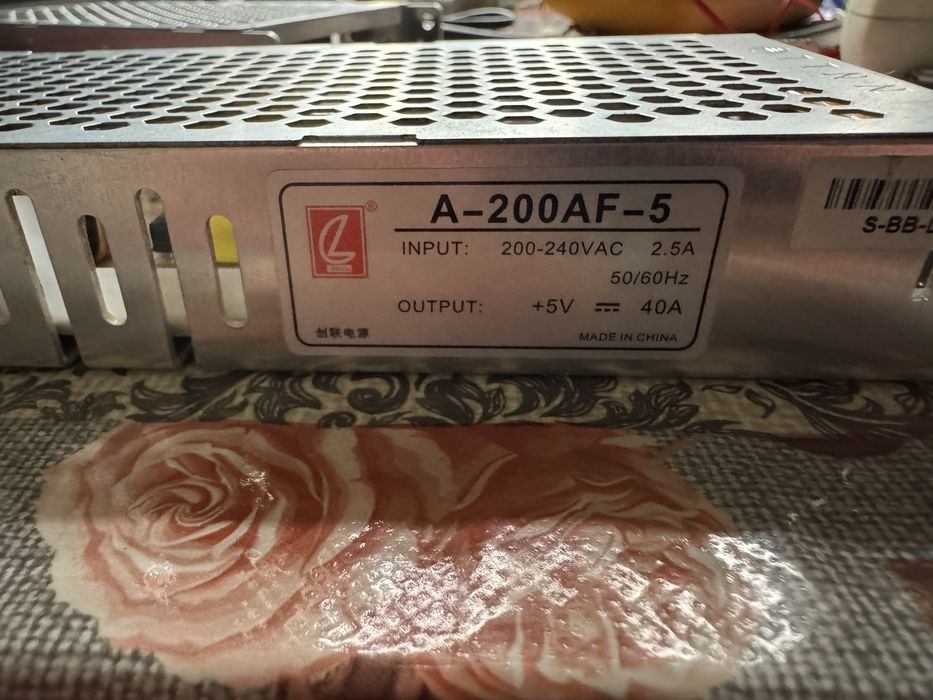 A-200AF-5
INPUT: 200-240VAC 2.5A
50/60Hz
OUTPUT: +5V ⎓ 40A
创联电源
MADE IN CHINA
®
S-BB-